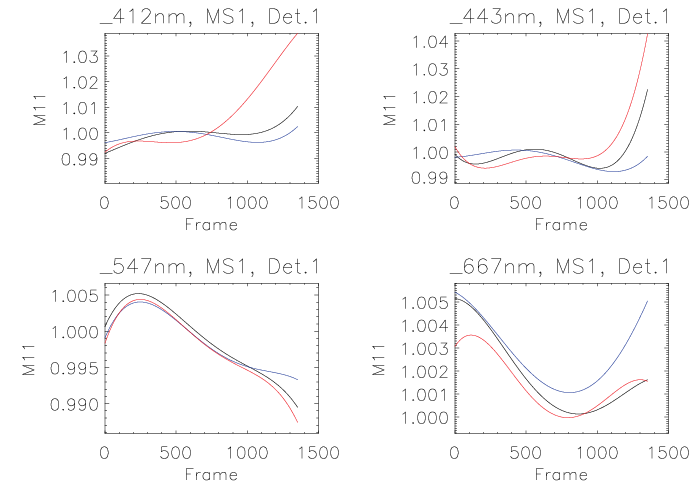 _412nm, MS1, Det.1
1.03
1.02
1.01
1.00
0.99
M11
0 500 1000 1500
Frame
_443nm, MS1, Det.1
1.04
1.03
1.02
1.01
1.00
0.99
M11
0 500 1000 1500
Frame
_547nm, MS1, Det.1
1.005
1.000
0.995
0.990
M11
0 500 1000 1500
Frame
_667nm, MS1, Det.1
1.005
1.004
1.003
1.002
1.001
1.000
M11
0 500 1000 1500
Frame